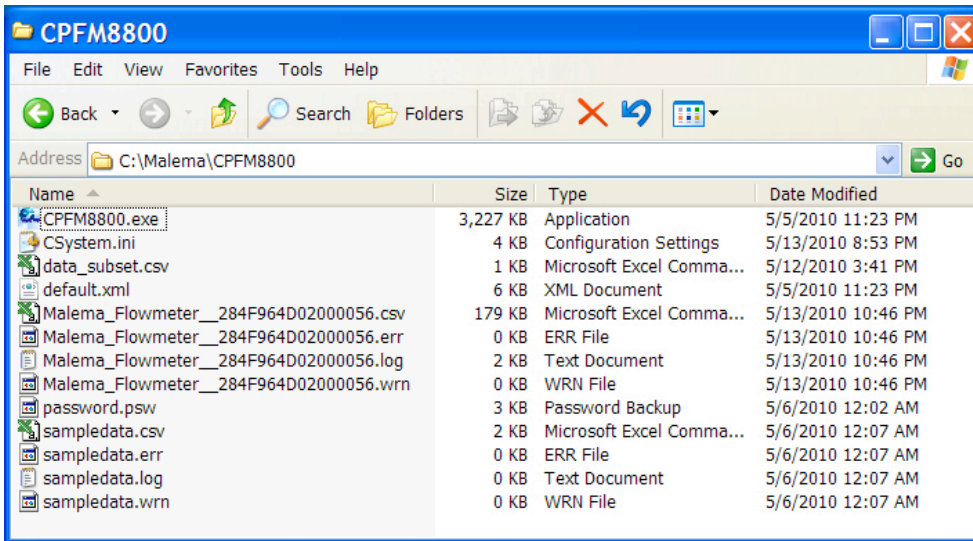 CPFM8800
File Edit View Favorites Tools Help
Back Search Folders
Address C:\Malema\CPFM8800 Go
Name Size Type Date Modified
CPFM8800.exe 3,227 KB Application 5/5/2010 11:23 PM
CSystem.ini 4 KB Configuration Settings 5/13/2010 8:53 PM
data_subset.csv 1 KB Microsoft Excel Comma... 5/12/2010 3:41 PM
default.xml 6 KB XML Document 5/5/2010 11:23 PM
Malema_Flowmeter__284F964D02000056.csv 179 KB Microsoft Excel Comma... 5/13/2010 10:46 PM
Malema_Flowmeter__284F964D02000056.err 0 KB ERR File 5/13/2010 10:46 PM
Malema_Flowmeter__284F964D02000056.log 2 KB Text Document 5/13/2010 10:46 PM
Malema_Flowmeter__284F964D02000056.wrn 0 KB WRN File 5/13/2010 10:46 PM
password.psw 3 KB Password Backup 5/6/2010 12:02 AM
sampledata.csv 2 KB Microsoft Excel Comma... 5/6/2010 12:07 AM
sampledata.err 0 KB ERR File 5/6/2010 12:07 AM
sampledata.log 0 KB Text Document 5/6/2010 12:07 AM
sampledata.wrn 0 KB WRN File 5/6/2010 12:07 AM